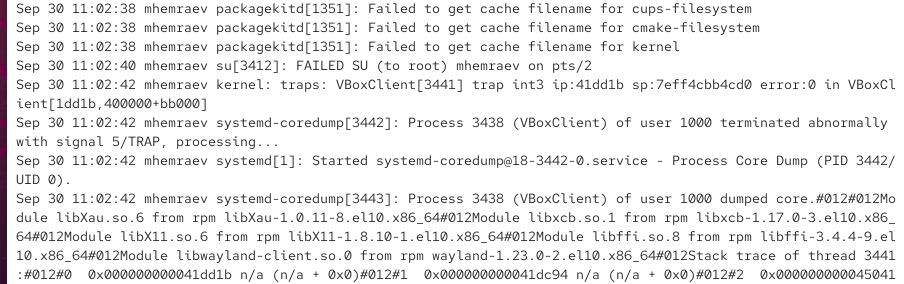 Sep 30 11:02:38 mhemraev packagekitd[1351]: Failed to get cache filename for cups-filesystem
Sep 30 11:02:38 mhemraev packagekitd[1351]: Failed to get cache filename for cmake-filesystem
Sep 30 11:02:38 mhemraev packagekitd[1351]: Failed to get cache filename for kernel
Sep 30 11:02:40 mhemraev su[3412]: FAILED SU (to root) mhemraev on pts/2
Sep 30 11:02:42 mhemraev kernel: traps: VBoxClient[3441] trap int3 ip:41dd1b sp:7eff4cbb4cd0 error:0 in VBoxCl
ient[1dd1b,400000+bb000]
Sep 30 11:02:42 mhemraev systemd-coredump[3442]: Process 3438 (VBoxClient) of user 1000 terminated abnormally
with signal 5/TRAP, processing...
Sep 30 11:02:42 mhemraev systemd[1]: Started systemd-coredump@18-3442-0.service - Process Core Dump (PID 3442/
UID 0).
Sep 30 11:02:42 mhemraev systemd-coredump[3443]: Process 3438 (VBoxClient) of user 1000 dumped core.#012#012Mo
dule libXau.so.6 from rpm libXau-1.0.11-8.el10.x86_64#012Module libxcb.so.1 from rpm libxcb-1.17.0-3.el10.x86_
64#012Module libX11.so.6 from rpm libX11-1.8.10-1.el10.x86_64#012Module libffi.so.8 from rpm libffi-3.4.4-9.el
10.x86_64#012Module libwayland-client.so.0 from rpm wayland-1.23.0-2.el10.x86_64#012Stack trace of thread 3441
:#012#0  0x000000000041dd1b n/a (n/a + 0x0)#012#1  0x000000000041dc94 n/a (n/a + 0x0)#012#2  0x000000000045041